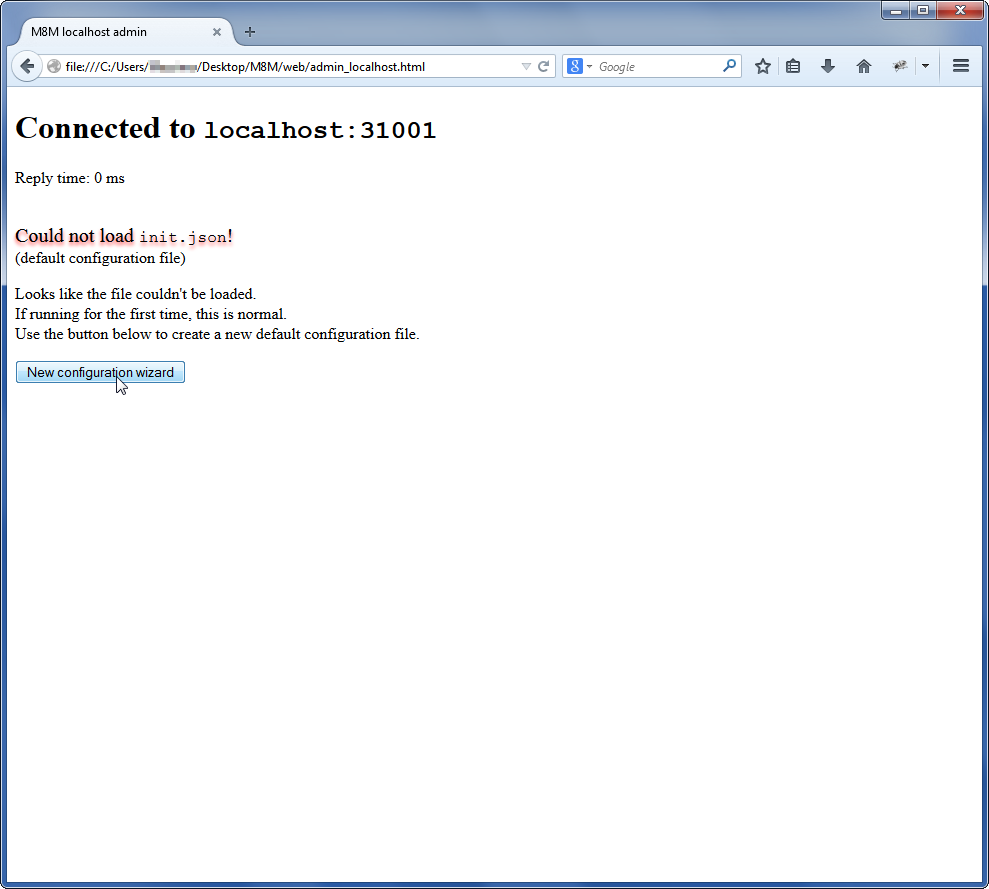 M8M localhost admin
file:///C:/Users/ /Desktop/M8M/web/admin_localhost.html
8 Google
Connected to localhost:31001
Reply time: 0 ms
Could not load init.json!
(default configuration file)
Looks like the file couldn't be loaded.
If running for the first time, this is normal.
Use the button below to create a new default configuration file.
New configuration wizard